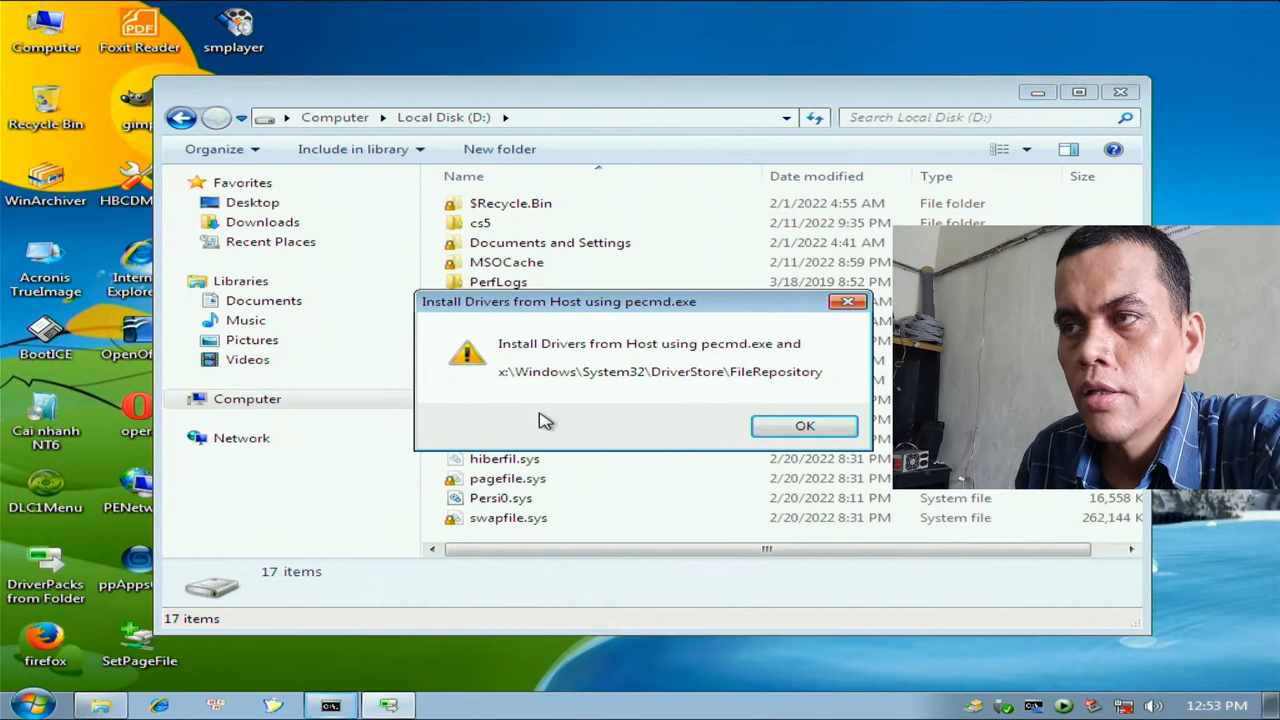 Computer
Foxit Reader
smplayer
Recycle Bin
gimp
WinArchiver
HBCDM
Acronis
TrueImage
Intern
Explore
BootICE
OpenOf
Cai nhanh
NT6
oper
DLC1Menu
PENetw
DriverPacks
from Folder
ppApps
firefox
SetPageFile
Computer
Local Disk (D:)
Search Local Disk (D:)
Organize
Include in library
New folder
Favorites
Desktop
Downloads
Recent Places
Libraries
Documents
Music
Pictures
Videos
Computer
Network
Name
Date modified
Type
Size
$Recycle.Bin
2/1/2022 4:55 AM
File folder
cs5
2/11/2022 9:35 PM
File folder
Documents and Settings
2/1/2022 4:41 AM
MSOCache
2/11/2022 8:59 PM
PerfLogs
3/18/2019 8:52 PM
Install Drivers from Host using pecmd.exe
Install Drivers from Host using pecmd.exe and
x:\Windows\System32\DriverStore\FileRepository
OK
hiberfil.sys
2/20/2022 8:31 PM
pagefile.sys
2/20/2022 8:31 PM
Persi0.sys
2/20/2022 8:11 PM
System file
16,558 K
swapfile.sys
2/20/2022 8:31 PM
System file
262,144 K
17 items
17 items
12:53 PM